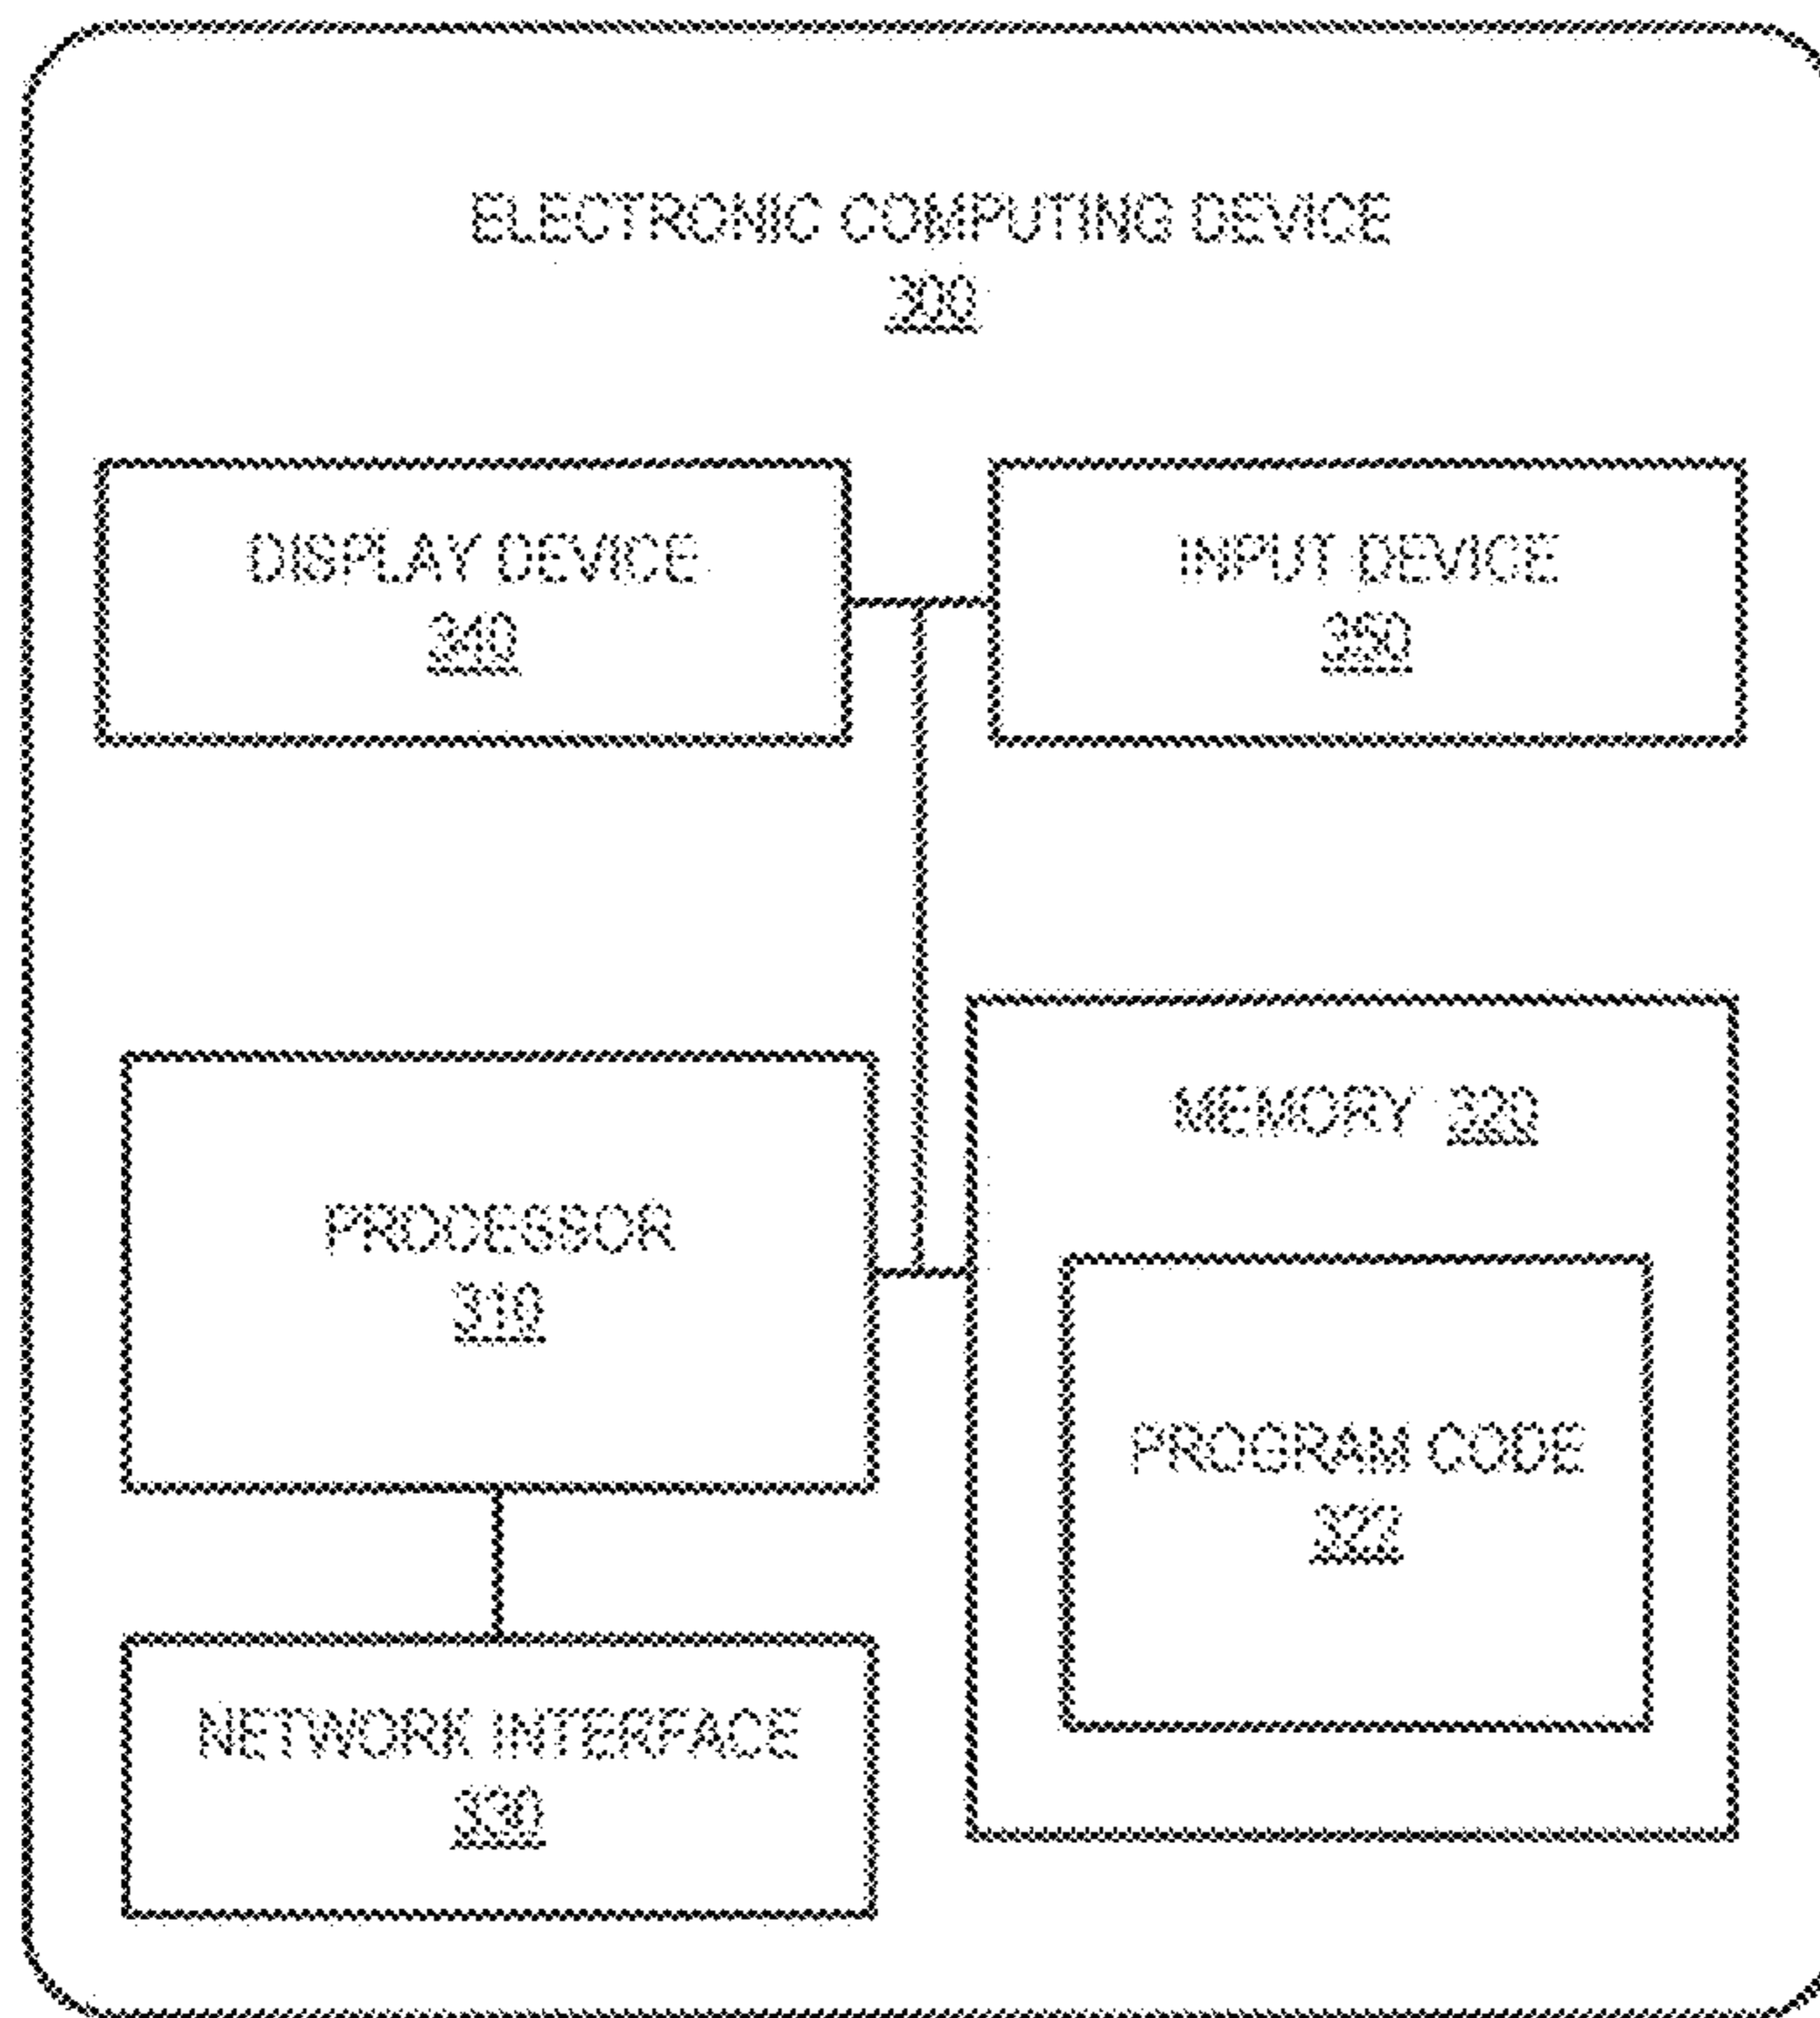 ELECTRONIC COMPUTING DEVICE
300
DISPLAY DEVICE
340
INPUT DEVICE
350
MEMORY 320
PROCESSOR
310
PROGRAM CODE
322
NETWORK INTERFACE
330